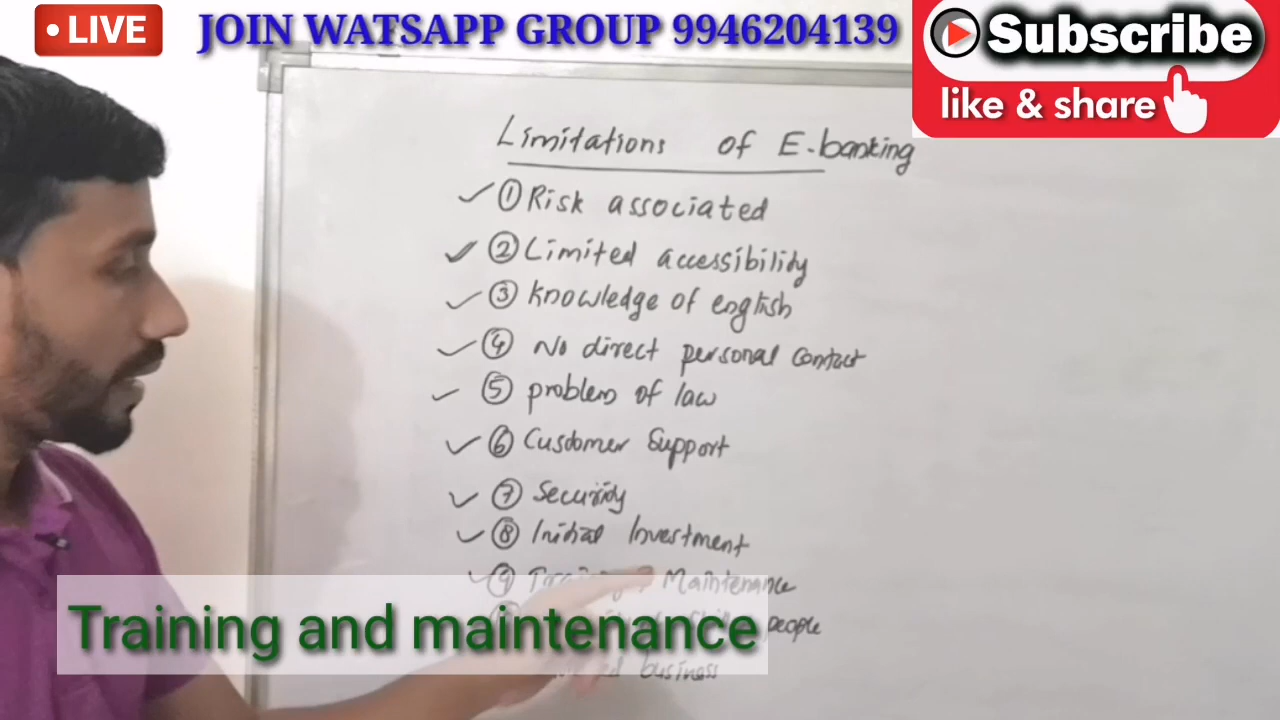 LIVE
JOIN WATSAPP GROUP 9946204139
Subscribe
like & share
Limitations of E-banking
① Risk associated
② Limited accessibility
③ Knowledge of english
④ No direct personal contact
⑤ problem of law
⑥ Customer Support
⑦ Security
⑧ Initial Investment
⑨ Training & Maintenance
people
business
Training and maintenance